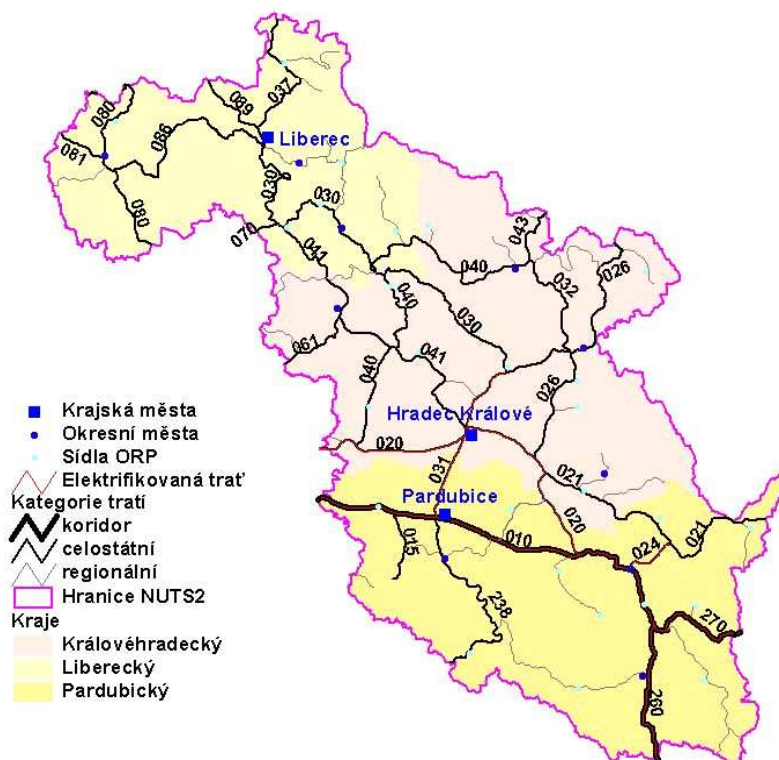 080
081
086
089
037
Liberec
030
080
070
030
041
043
040
032
026
040
030
061
040
041
026
Hradec Králové
020
031
021
Pardubice
020
010
015
024
021
238
270
260
Krajská města
Okresní města
Sídla ORP
Elektrifikovaná trať
Kategorie tratí
koridor
celostátní
regionální
Hranice NUTS2
Kraje
Královéhradecký
Liberecký
Pardubický